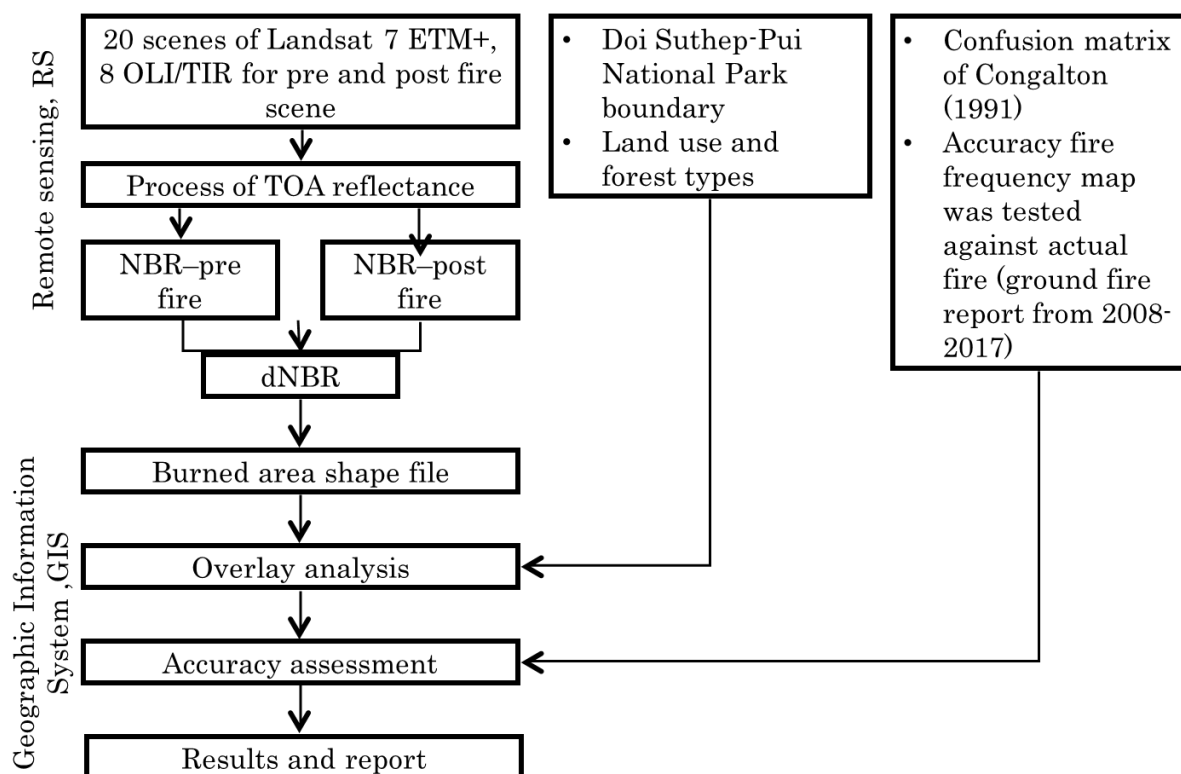 20 scenes of Landsat 7 ETM+,
8 OLI/TIR for pre and post fire
scene
Process of TOA reflectance
NBR–pre
fire
NBR–post
fire
dNBR
Burned area shape file
Overlay analysis
Accuracy assessment
Results and report
• Doi Suthep-Pui
National Park
boundary
• Land use and
forest types
• Confusion matrix
of Congalton
(1991)
• Accuracy fire
frequency map
was tested
against actual
fire (ground fire
report from 2008-
2017)
Remote sensing, RS
Geographic Information
System ,GIS